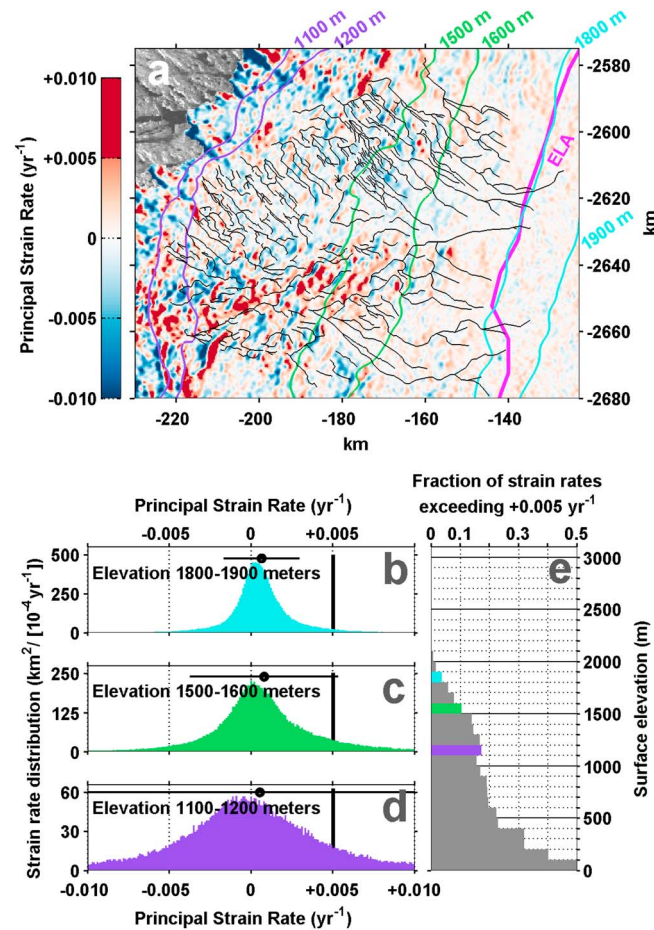 1100 m
1200 m
1500 m
1600 m
1800 m
a
+0.010
+0.005
0
-0.005
-0.010
Principal Strain Rate (yr-1)
ELA
1900 m
-2580
-2600
-2620
km
-2640
-2660
-2680
-220 -200 -180 -160 -140
km
Principal Strain Rate (yr-1)
-0.005 0 +0.005
Fraction of strain rates
exceeding +0.005 yr-1
0 0.1 0.2 0.3 0.4 0.5
Strain rate distribution (km2/ [10-4yr-1])
500
250
0
Elevation 1800-1900 meters
b
250
125
0
Elevation 1500-1600 meters
c
60
30
0
Elevation 1100-1200 meters
d
-0.010 -0.005 0 +0.005 +0.010
Principal Strain Rate (yr-1)
e
3000
2500
2000
1500
1000
500
0
Surface elevation (m)